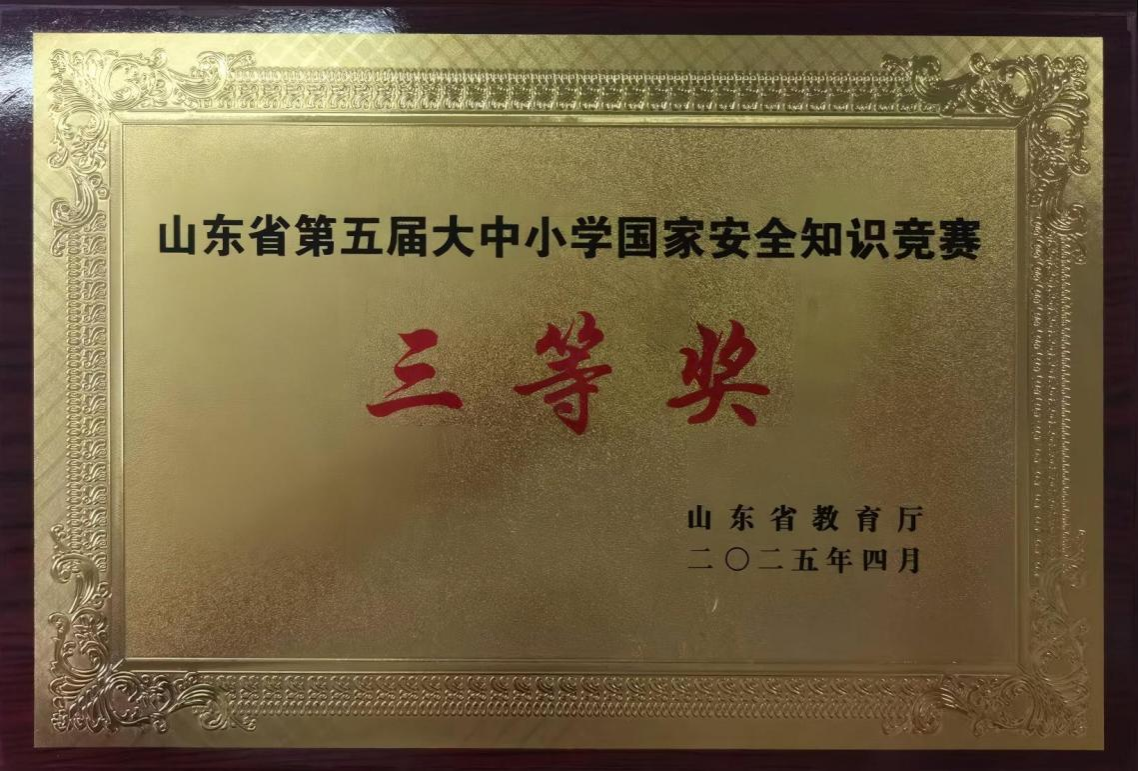 山东省第五届大中小学国家安全知识竞赛
三等奖
山东省教育厅
二〇二五年四月